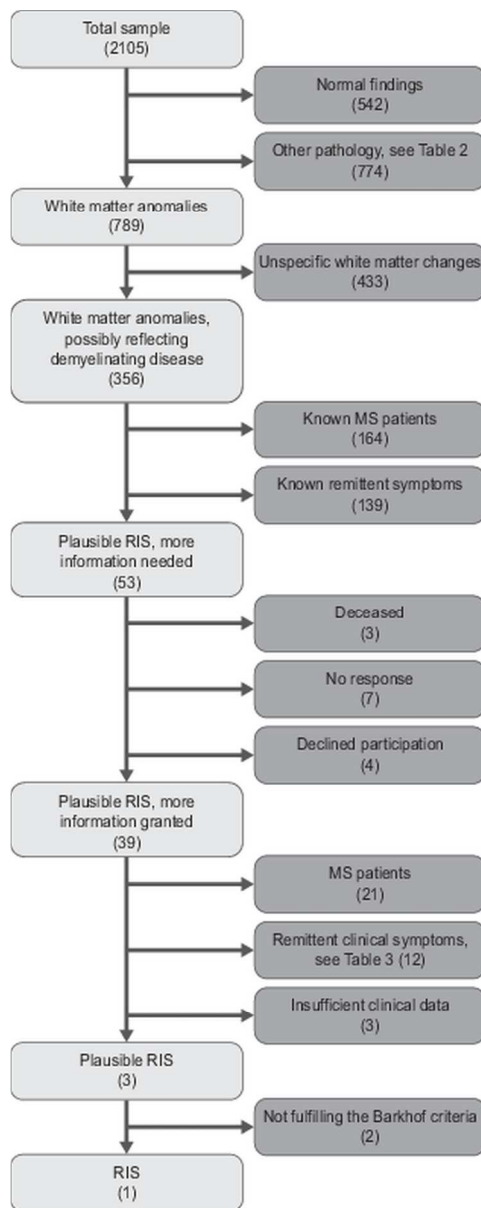 Total sample
(2105)
Normal findings
(542)
Other pathology, see Table 2
(774)
White matter anomalies
(789)
Unspecific white matter changes
(433)
White matter anomalies,
possibly reflecting
demyelinating disease
(356)
Known MS patients
(164)
Known remittent symptoms
(139)
Plausible RIS, more
information needed
(53)
Deceased
(3)
No response
(7)
Declined participation
(4)
Plausible RIS, more
information granted
(39)
MS patients
(21)
Remittent clinical symptoms,
see Table 3 (12)
Insufficient clinical data
(3)
Plausible RIS
(3)
Not fulfilling the Barkhof criteria
(2)
RIS
(1)